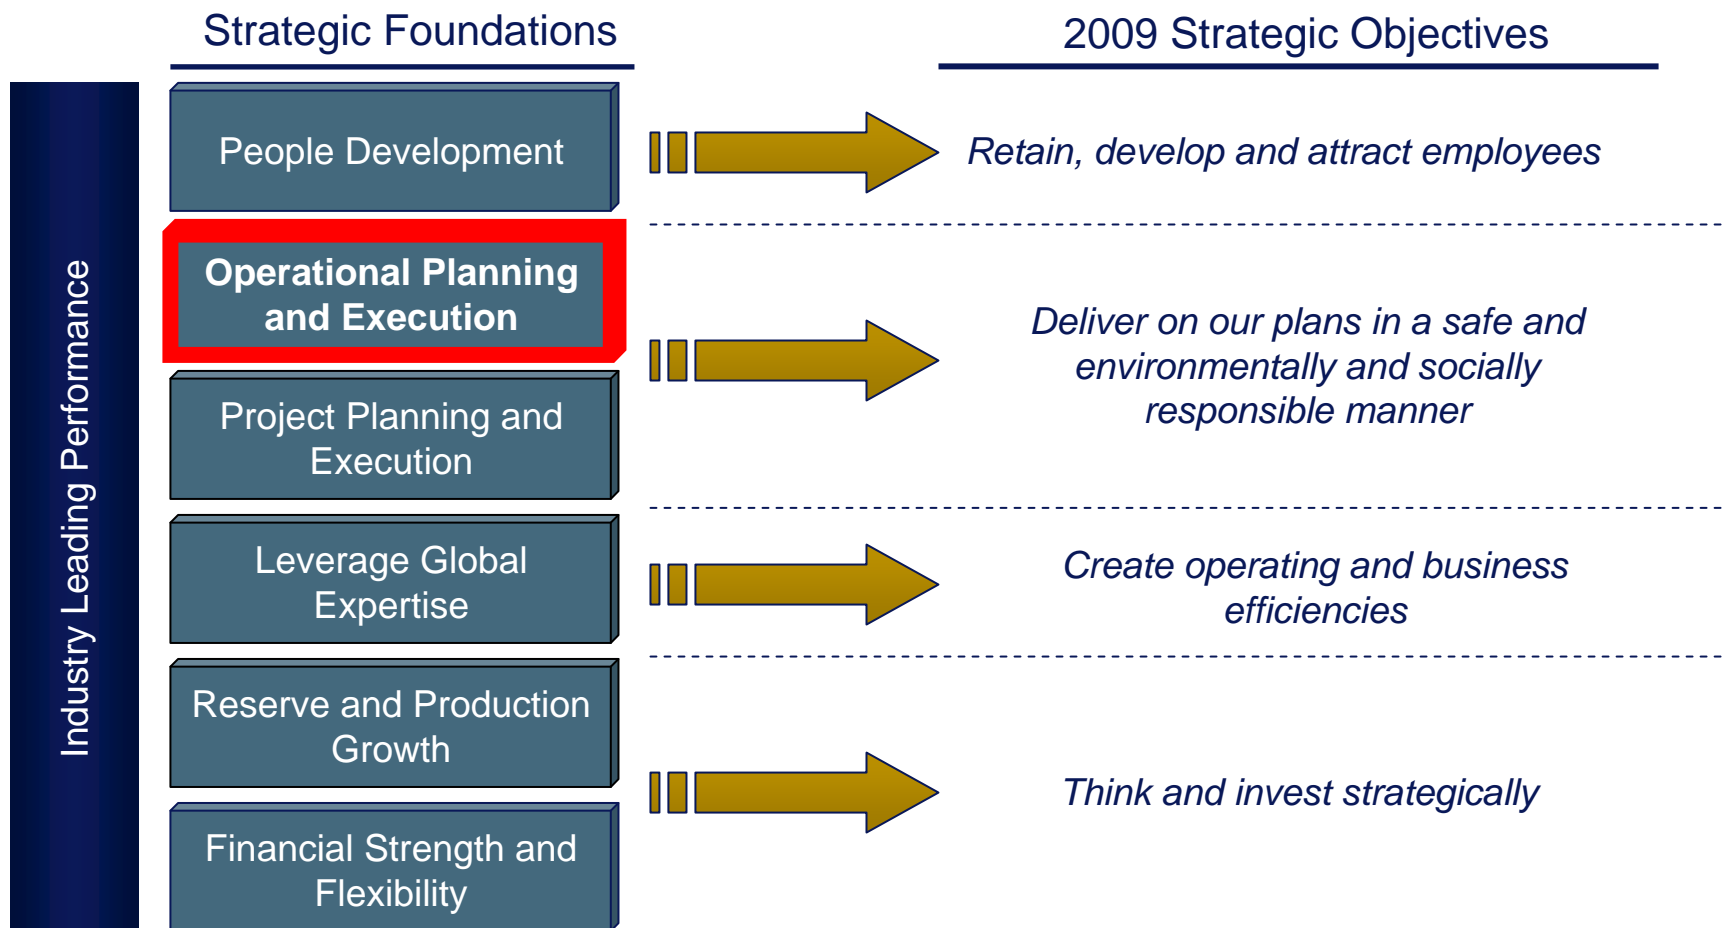 Strategic Foundations
2009 Strategic Objectives
Industry Leading Performance
People Development
Retain, develop and attract employees
Operational Planning
and Execution
Deliver on our plans in a safe and
environmentally and socially
responsible manner
Project Planning and
Execution
Leverage Global
Expertise
Create operating and business
efficiencies
Reserve and Production
Growth
Think and invest strategically
Financial Strength and
Flexibility